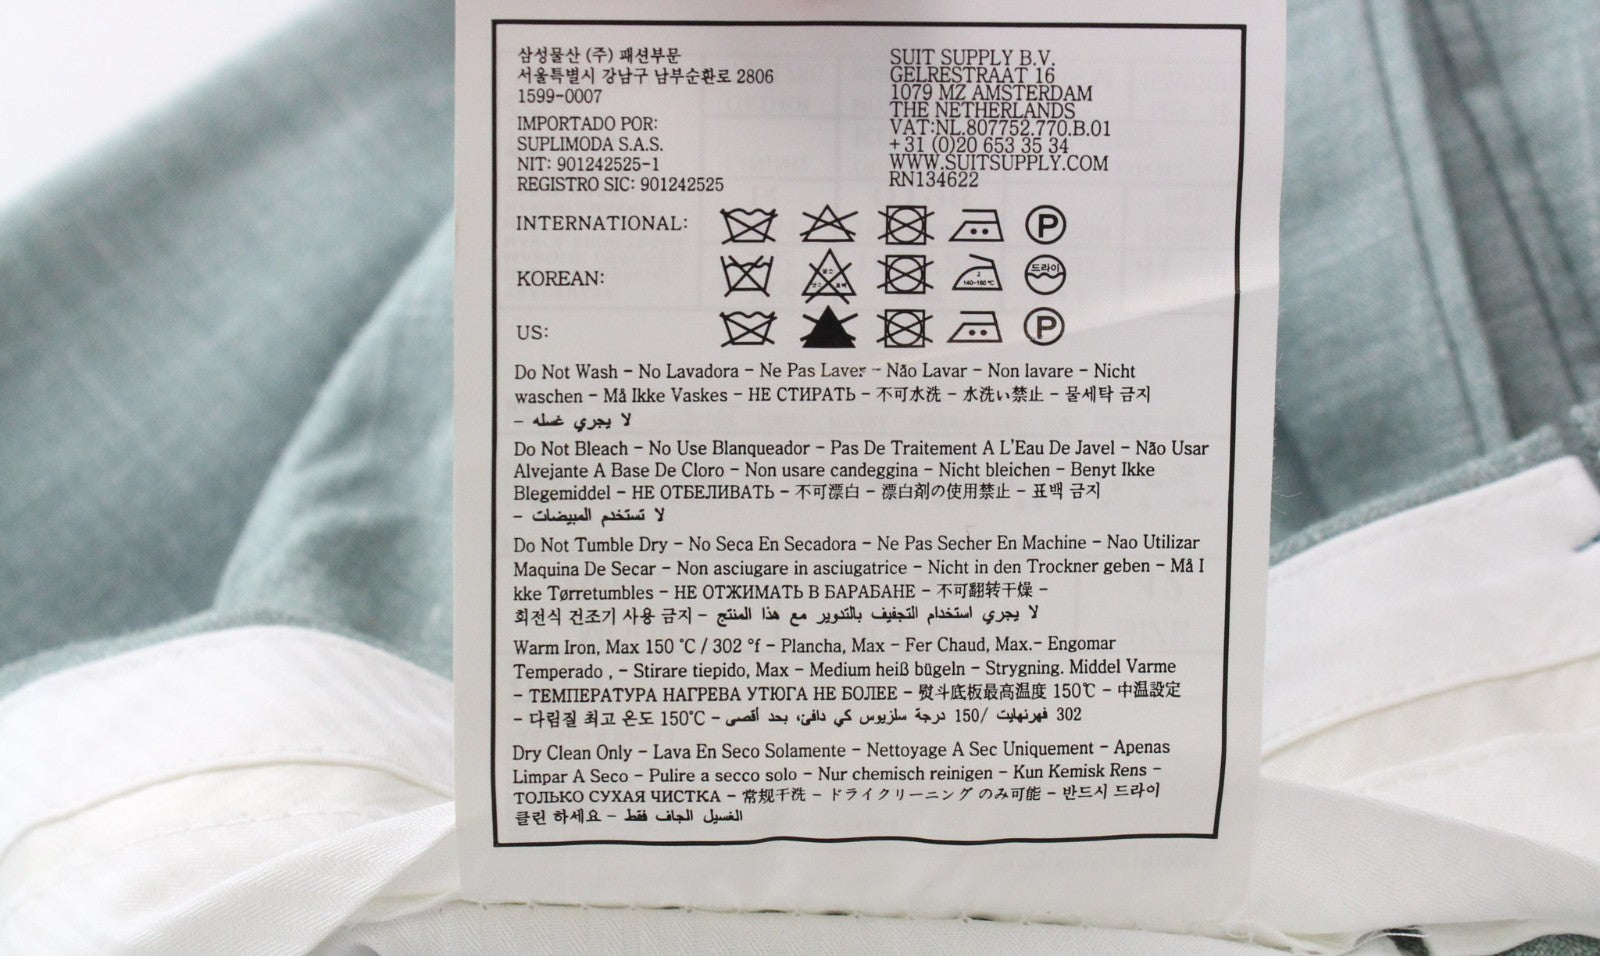 삼성물산 (주) 패션부문
서울특별시 강남구 남부순환로 2806
1599-0007
IMPORTADO POR:
SUPLIMODA S.A.S.
NIT: 901242525-1
REGISTRO SIC: 901242525
SUIT SUPPLY B.V.
GELRESTRAAT 16
1079 MZ AMSTERDAM
THE NETHERLANDS
VAT:NL.807752.770.B.01
+31 (0)20 653 35 34
WWW.SUITSUPPLY.COM
RN134622
INTERNATIONAL: P
KOREAN: 2 140-160 ℃ 드라이
US: P
Do Not Wash - No Lavadora - Ne Pas Laver - Não Lavar - Non lavare - Nicht
waschen - Må Ikke Vaskes - НЕ СТИРАТЬ - 不可水洗 - 水洗い禁止 - 물세탁 금지
- لا يجري غسله
Do Not Bleach - No Use Blanqueador - Pas De Traitement A L'Eau De Javel - Não Usar
Alvejante A Base De Cloro - Non usare candeggina - Nicht bleichen - Benyt Ikke
Blegemiddel - НЕ ОТБЕЛИВАТЬ - 不可漂白 - 漂白剤の使用禁止 - 표백 금지
- لا تستخدم المبيضات
Do Not Tumble Dry - No Seca En Secadora - Ne Pas Secher En Machine - Nao Utilizar
Maquina De Secar - Non asciugare in asciugatrice - Nicht in den Trockner geben - Må I
kke Tørretumbles - НЕ ОТЖИМАТЬ В БАРАБАНЕ - 不可翻转干燥 -
회전식 건조기 사용 금지 - لا يجري استخدام التجفيف بالتدوير مع هذا المنتج
Warm Iron, Max 150 °C / 302 °f - Plancha, Max - Fer Chaud, Max.- Engomar
Temperado , - Stirare tiepido, Max - Medium heiß bügeln - Strygning. Middel Varme
- ТЕМПЕРАТУРА НАГРЕВА УТЮГА НЕ БОЛЕЕ - 熨斗底板最高温度 150℃ - 中温設定
- 다림질 최고 온도 150℃ - 302 فهرنهايت /150 درجة سلزيوس كي دافئ، بحد أقصى
Dry Clean Only - Lava En Seco Solamente - Nettoyage A Sec Uniquement - Apenas
Limpar A Seco - Pulire a secco solo - Nur chemisch reinigen - Kun Kemisk Rens -
ТОЛЬКО СУХАЯ ЧИСТКА - 常规干洗 - ドライクリーニング のみ可能 - 반드시 드라이
클린 하세요 - الغسيل الجاف فقط